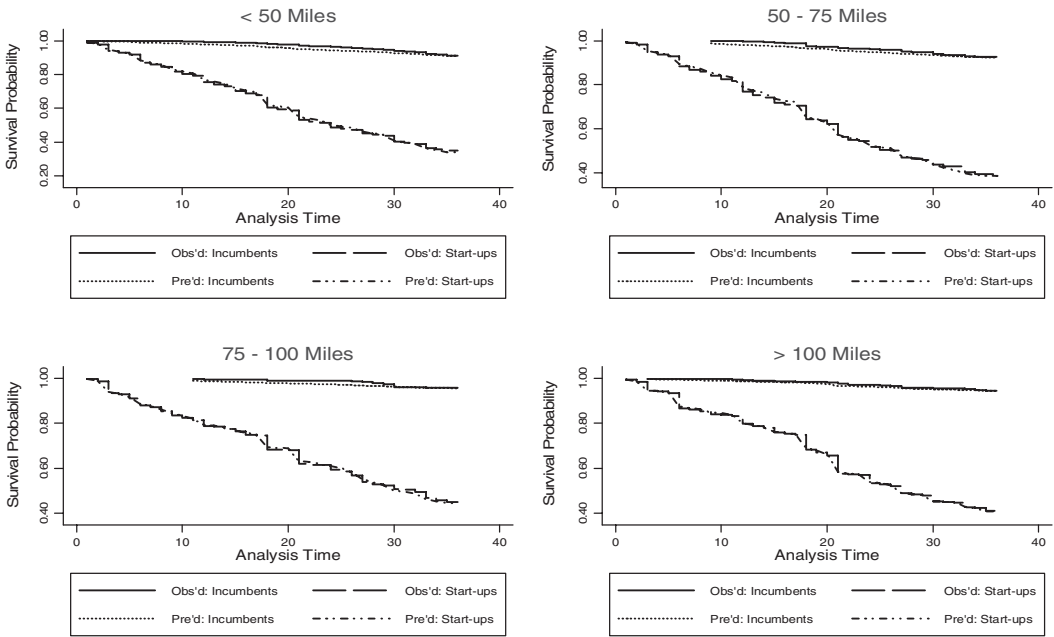 < 50 Miles
Survival Probability
1.00
0.80
0.60
0.40
0.20
0 10 20 30 40
Analysis Time
Obs'd: Incumbents Obs'd: Start-ups
Pre'd: Incumbents Pre'd: Start-ups
50 - 75 Miles
Survival Probability
1.00
0.80
0.60
0.40
0 10 20 30 40
Analysis Time
Obs'd: Incumbents Obs'd: Start-ups
Pre'd: Incumbents Pre'd: Start-ups
75 - 100 Miles
Survival Probability
1.00
0.80
0.60
0.40
0 10 20 30 40
Analysis Time
Obs'd: Incumbents Obs'd: Start-ups
Pre'd: Incumbents Pre'd: Start-ups
> 100 Miles
Survival Probability
1.00
0.80
0.60
0.40
0 10 20 30 40
Analysis Time
Obs'd: Incumbents Obs'd: Start-ups
Pre'd: Incumbents Pre'd: Start-ups